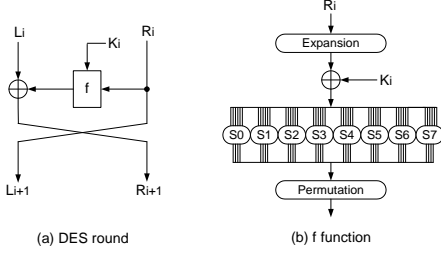 Li
Ri
Ki
f
Li+1
Ri+1
(a) DES round
Ri
Expansion
Ki
S0 S1 S2 S3 S4 S5 S6 S7
Permutation
(b) f function